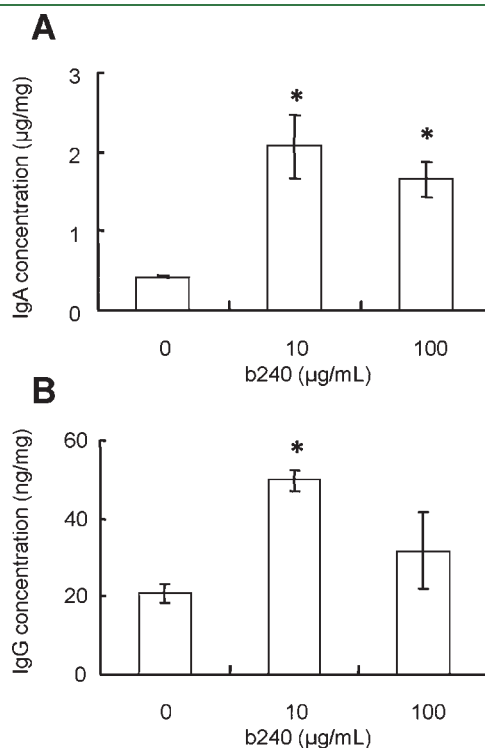 A
IgA concentration (µg/mg)
3
2
1
0
*
*
0 10 100
b240 (µg/mL)
B
IgG concentration (ng/mg)
60
40
20
0
*
0 10 100
b240 (µg/mL)